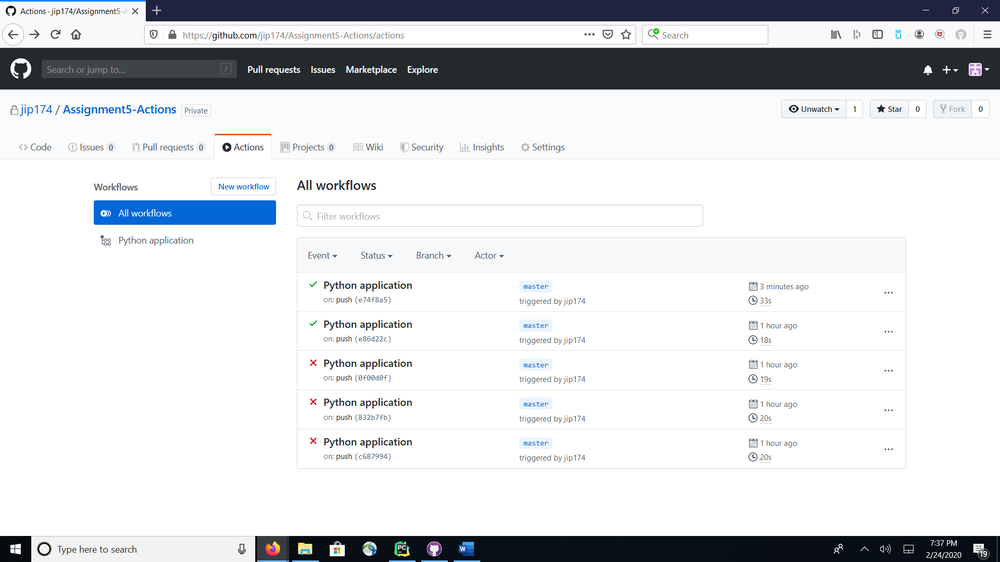 Actions · jip174/Assignment5-A
https://github.com/jip174/Assignment5-Actions/actions
Search
Search or jump to...
/
Pull requests
Issues
Marketplace
Explore
jip174 / Assignment5-Actions
Private
Unwatch 1
Star 0
Fork 0
Code
Issues 0
Pull requests 0
Actions
Projects 0
Wiki
Security
Insights
Settings
Workflows
New workflow
All workflows
Python application
All workflows
Filter workflows
Event
Status
Branch
Actor
Python application
on: push (e74f8a5)
master
triggered by jip174
3 minutes ago
33s
Python application
on: push (e86d22c)
master
triggered by jip174
1 hour ago
18s
Python application
on: push (0f00d0f)
master
triggered by jip174
1 hour ago
19s
Python application
on: push (832b7fb)
master
triggered by jip174
1 hour ago
20s
Python application
on: push (c687994)
master
triggered by jip174
1 hour ago
20s
Type here to search
PC
W
7:37 PM
2/24/2020
19